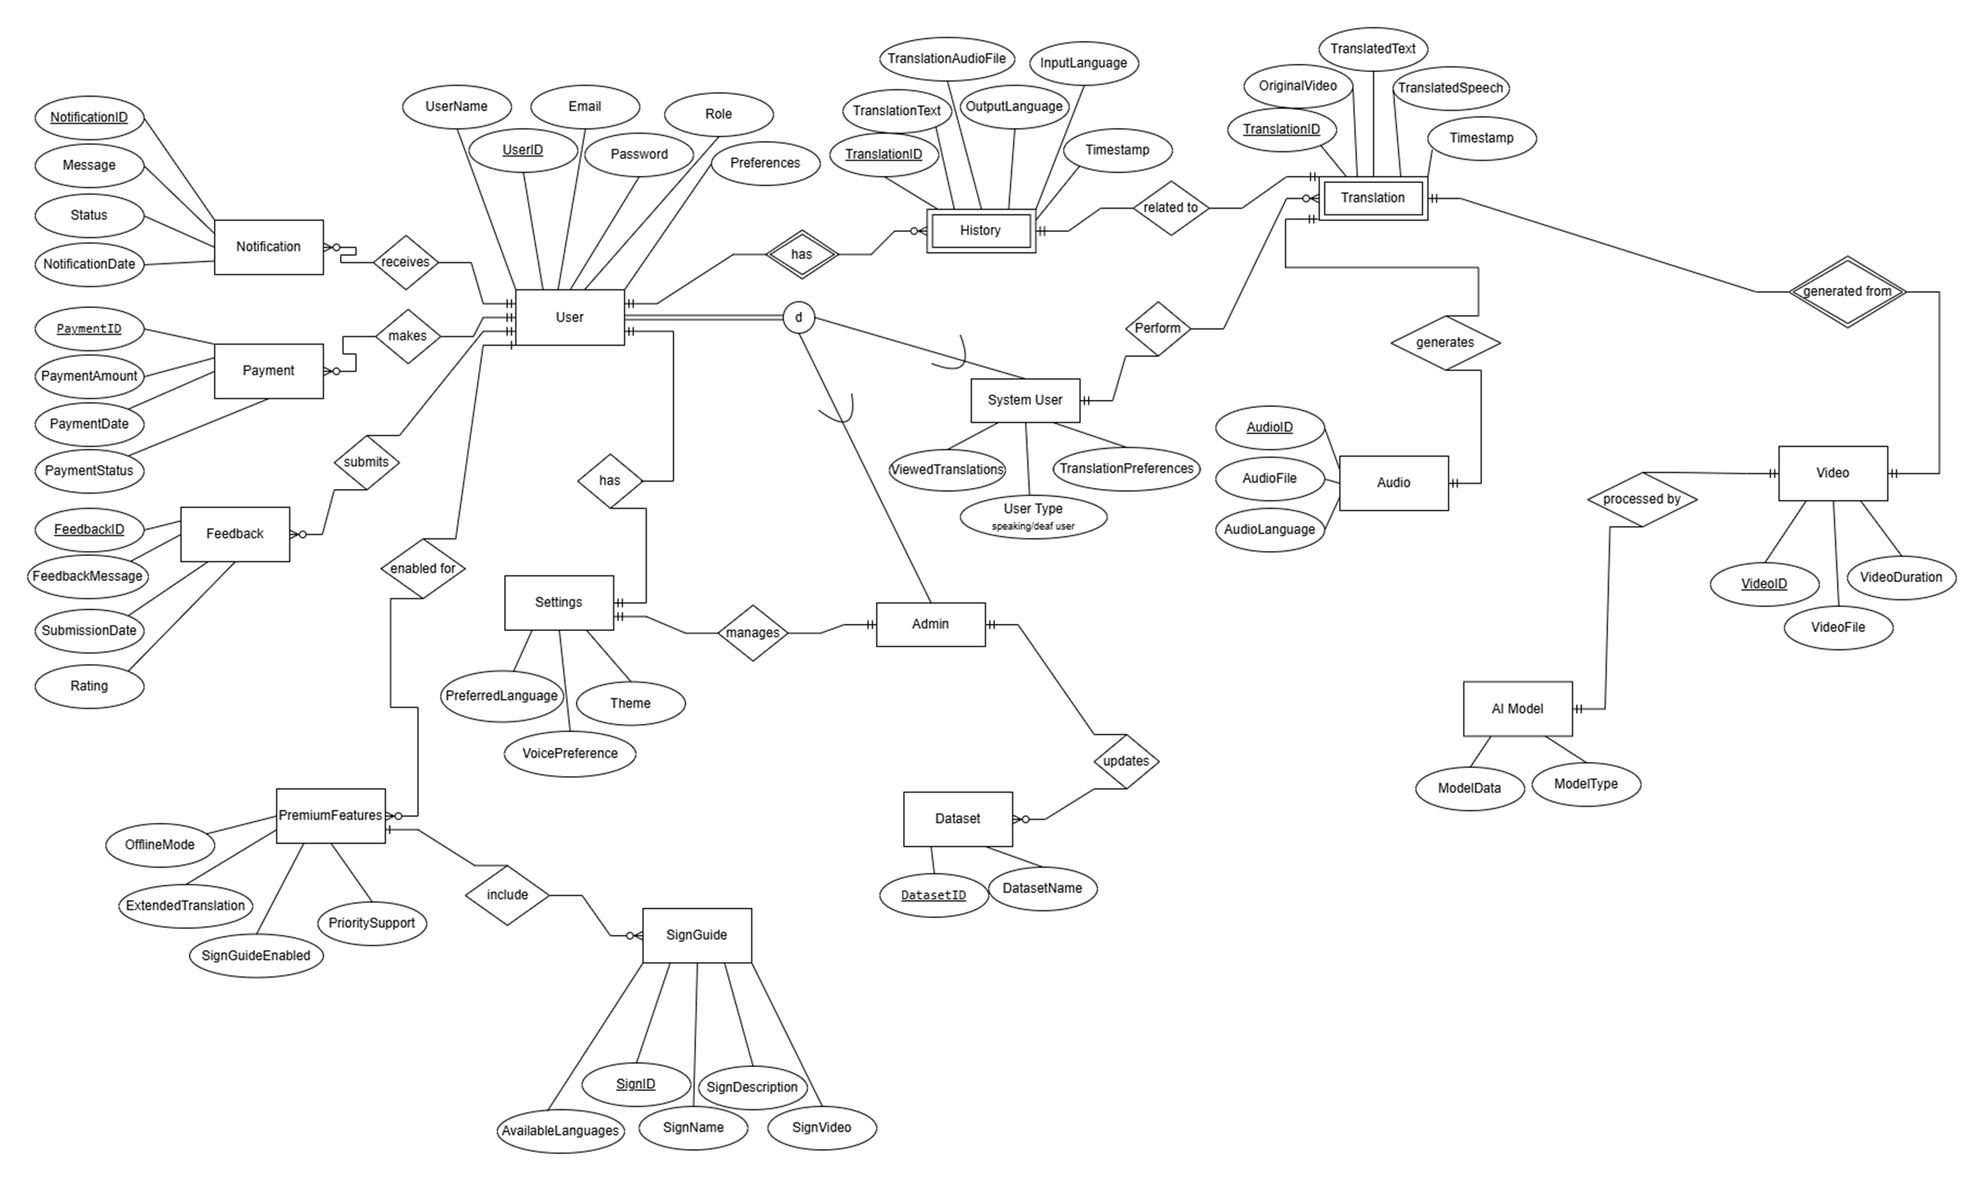 TranslatedText
TranslationAudioFile
InputLanguage
OriginalVideo
TranslatedSpeech
UserName
Email
Role
TranslationText
OutputLanguage
NotificationID
TranslationID
Timestamp
UserID
Password
Preferences
TranslationID
Timestamp
Message
Status
Translation
related to
History
Notification
receives
has
NotificationDate
generated from
User
d
PaymentID
makes
Perform
generates
Payment
PaymentAmount
System User
PaymentDate
AudioID
submits
PaymentStatus
ViewedTranslations
TranslationPreferences
has
AudioFile
Audio
Video
processed by
User Type
speaking/deaf user
FeedbackID
Feedback
AudioLanguage
enabled for
FeedbackMessage
VideoID
VideoDuration
Settings
SubmissionDate
manages
Admin
VideoFile
Rating
PreferredLanguage
Theme
AI Model
VoicePreference
updates
ModelData
ModelType
PremiumFeatures
Dataset
OfflineMode
include
DatasetID
DatasetName
ExtendedTranslation
PrioritySupport
SignGuide
SignGuideEnabled
SignID
SignDescription
AvailableLanguages
SignName
SignVideo